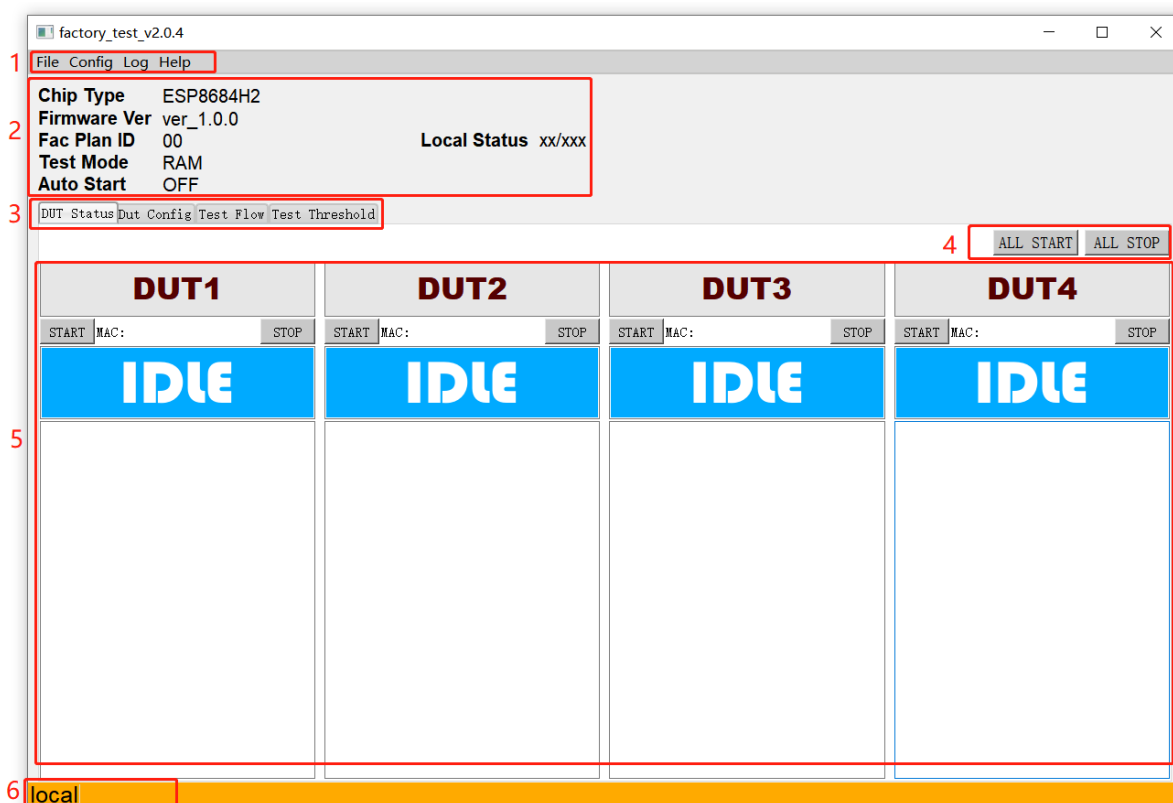 factory_test_v2.0.4
1 File Config Log Help
2
Chip Type ESP8684H2
Firmware Ver ver_1.0.0
Fac Plan ID 00 Local Status xx/xxx
Test Mode RAM
Auto Start OFF
3 DUT Status Dut Config Test Flow Test Threshold
4 ALL START ALL STOP
DUT1 DUT2 DUT3 DUT4
START MAC: STOP START MAC: STOP START MAC: STOP START MAC: STOP
IDLE IDLE IDLE IDLE
5
6 local